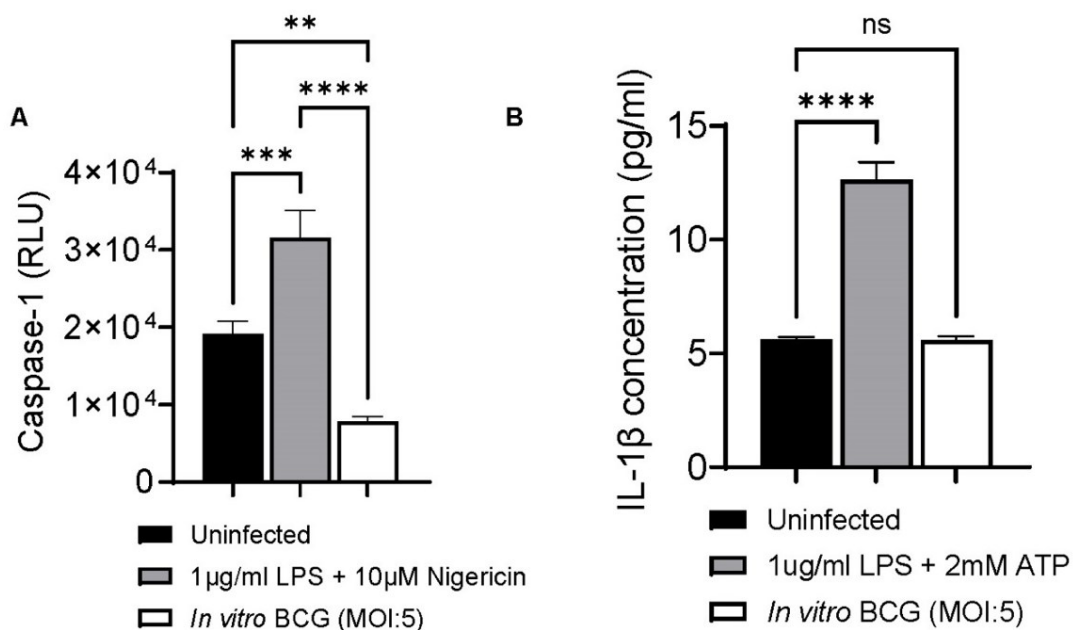 A
**
****
***
Caspase-1 (RLU)
4×10⁴
3×10⁴
2×10⁴
1×10⁴
0
Uninfected
1µg/ml LPS + 10µM Nigericin
In vitro BCG (MOI:5)
B
ns
****
IL-1β concentration (pg/ml)
15
10
5
0
Uninfected
1ug/ml LPS + 2mM ATP
In vitro BCG (MOI:5)